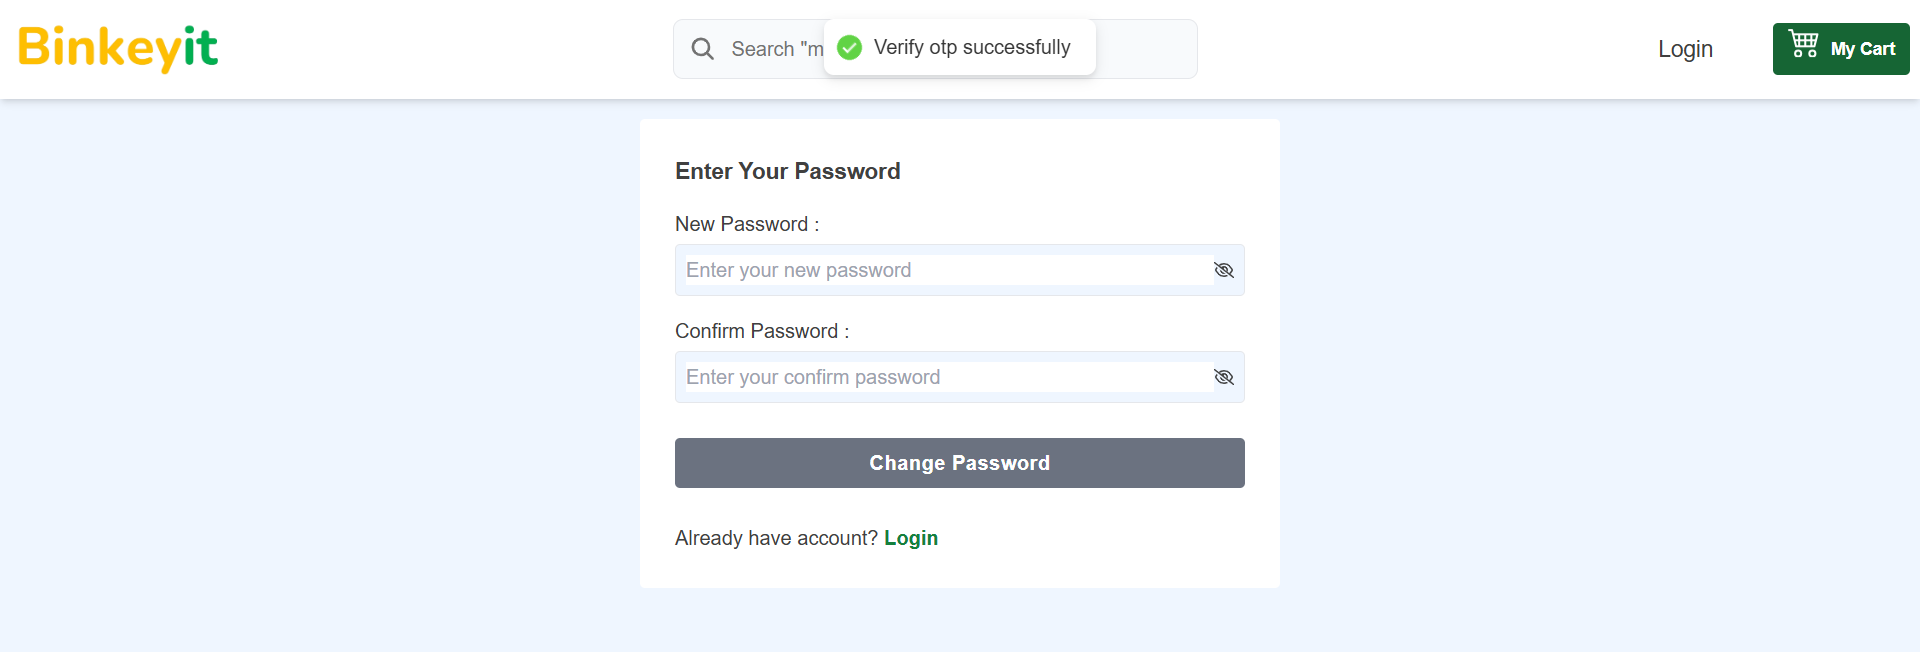 Binkeyit
Search "m
Verify otp successfully
Login
My Cart
Enter Your Password
New Password :
Enter your new password
Confirm Password :
Enter your confirm password
Change Password
Already have account? Login